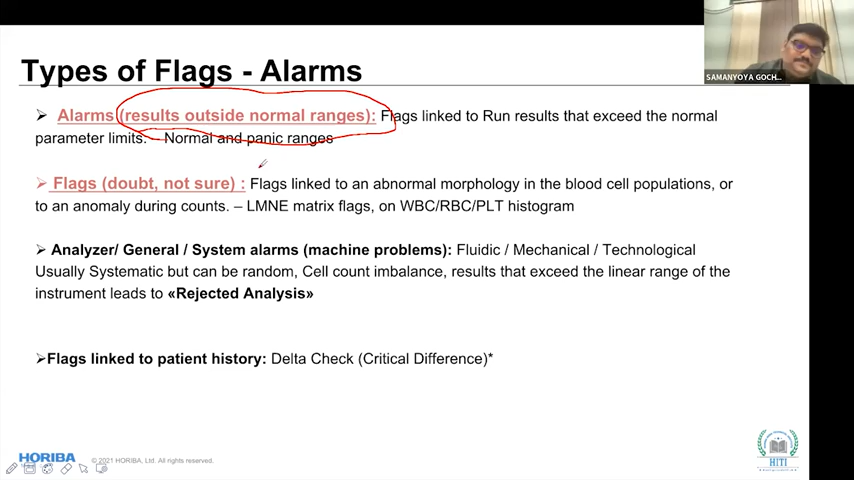 SAMANYOYA GOCH...
Types of Flags - Alarms
➢ Alarms (results outside normal ranges): Flags linked to Run results that exceed the normal
parameter limits. – Normal and panic ranges
➢ Flags (doubt, not sure) : Flags linked to an abnormal morphology in the blood cell populations, or
to an anomaly during counts. – LMNE matrix flags, on WBC/RBC/PLT histogram
➢ Analyzer/ General / System alarms (machine problems): Fluidic / Mechanical / Technological
Usually Systematic but can be random, Cell count imbalance, results that exceed the linear range of the
instrument leads to «Rejected Analysis»
➢Flags linked to patient history: Delta Check (Critical Difference)*
HORIBA © 2021 HORIBA, Ltd. All rights reserved.
HITI